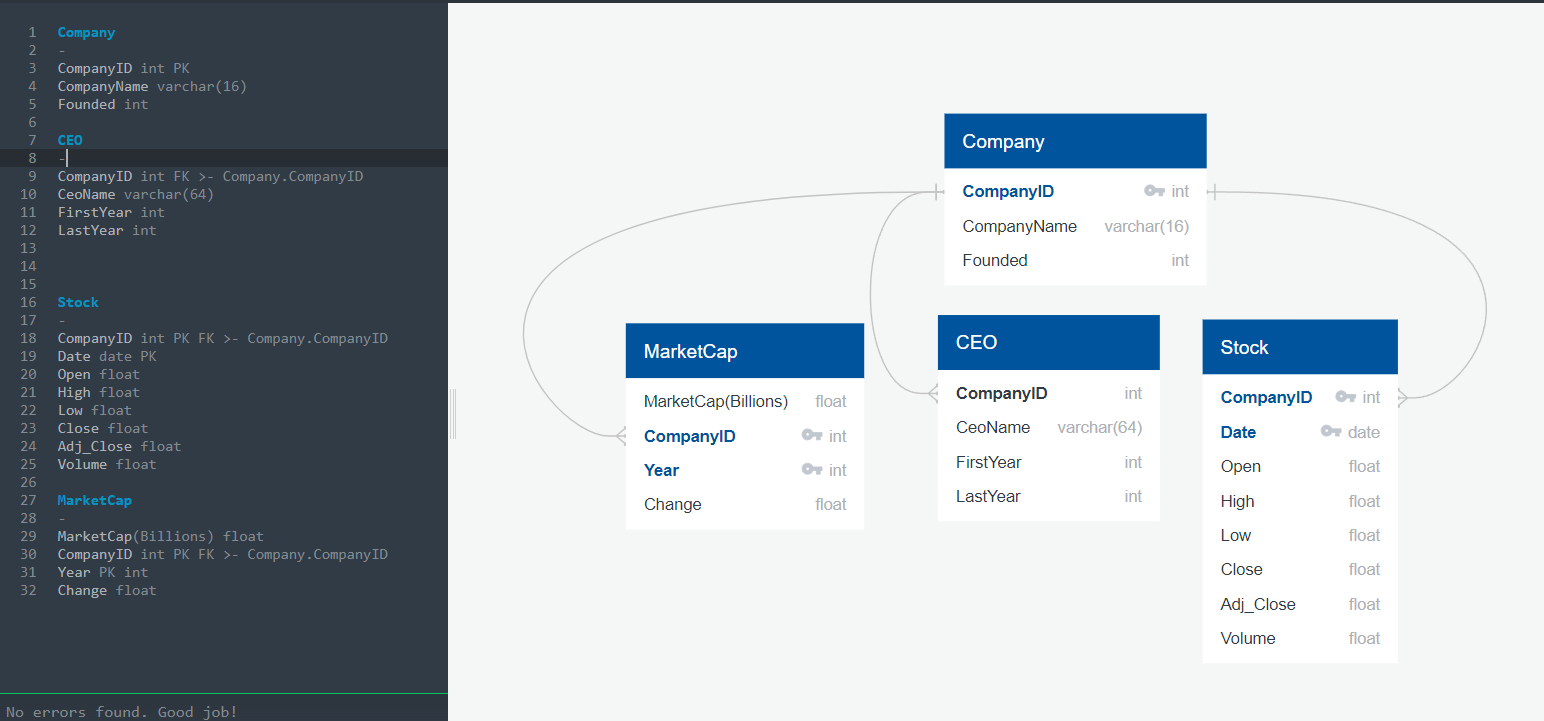 1 Company
2 -
3 CompanyID int PK
4 CompanyName varchar(16)
5 Founded int
6
7 CEO
8 -
9 CompanyID int FK >- Company.CompanyID
10 CeoName varchar(64)
11 FirstYear int
12 LastYear int
13
14
15
16 Stock
17 -
18 CompanyID int PK FK >- Company.CompanyID
19 Date date PK
20 Open float
21 High float
22 Low float
23 Close float
24 Adj_Close float
25 Volume float
26
27 MarketCap
28 -
29 MarketCap(Billions) float
30 CompanyID int PK FK >- Company.CompanyID
31 Year PK int
32 Change float
No errors found. Good job!
Company
CompanyID int
CompanyName varchar(16)
Founded int
MarketCap
MarketCap(Billions) float
CompanyID int
Year int
Change float
CEO
CompanyID int
CeoName varchar(64)
FirstYear int
LastYear int
Stock
CompanyID int
Date date
Open float
High float
Low float
Close float
Adj_Close float
Volume float